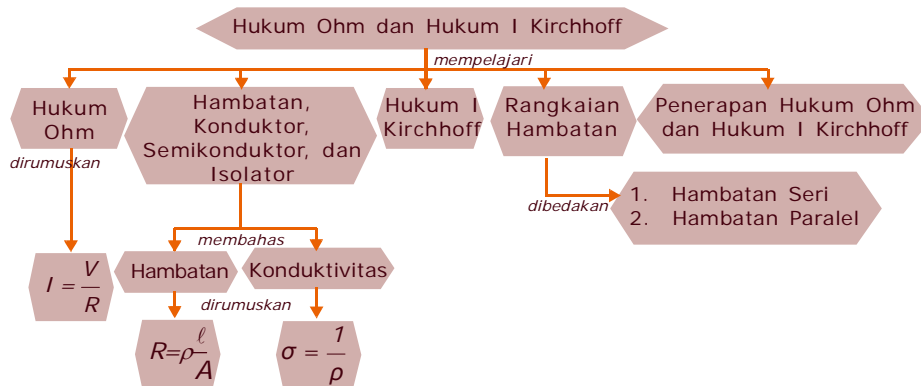 Hukum Ohm dan Hukum I Kirchhoff
mempelajari
Hukum
Ohm
Hambatan,
Konduktor,
Semikonduktor, dan
Isolator
Hukum I
Kirchhoff
Rangkaian
Hambatan
Penerapan Hukum Ohm
dan Hukum I Kirchhoff
dirumuskan
dibedakan
1. Hambatan Seri
2. Hambatan Paralel
membahas
Hambatan
Konduktivitas
dirumuskan
I = V/R
R=ρ ℓ/A
σ = 1/ρ